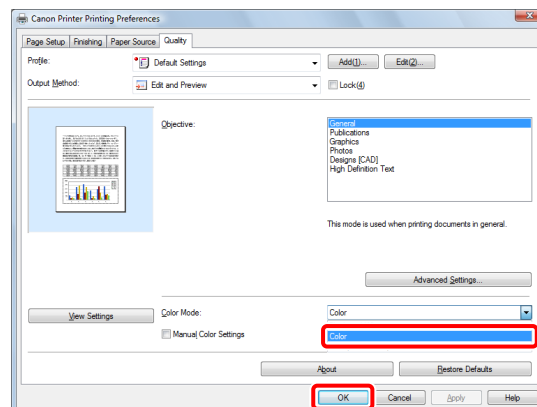 Canon Printer Printing Preferences
Page Setup Finishing Paper Source Quality
Profile: Default Settings Add(1)... Edit(2)...
Output Method: Edit and Preview Lock(4)
Objective:
General
Publications
Graphics
Photos
Designs [CAD]
High Definition Text
This mode is used when printing documents in general.
Advanced Settings...
View Settings
Color Mode: Color
Manual Color Settings
Color
About Restore Defaults
OK Cancel Apply Help